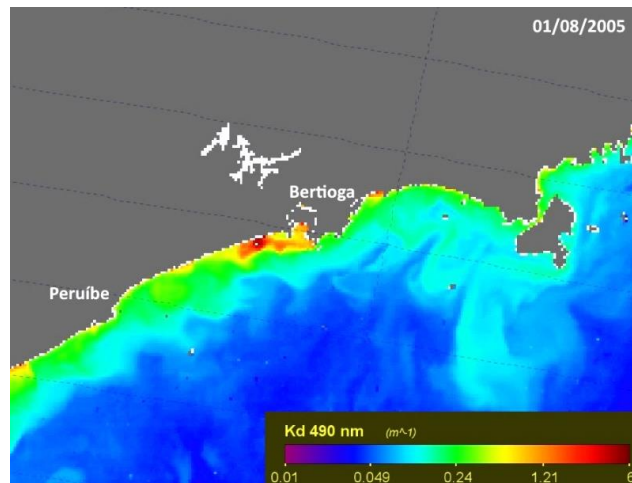 01/08/2005
Bertioga
Peruíbe
Kd 490 nm (m^-1)
0.01 0.049 0.24 1.21 6